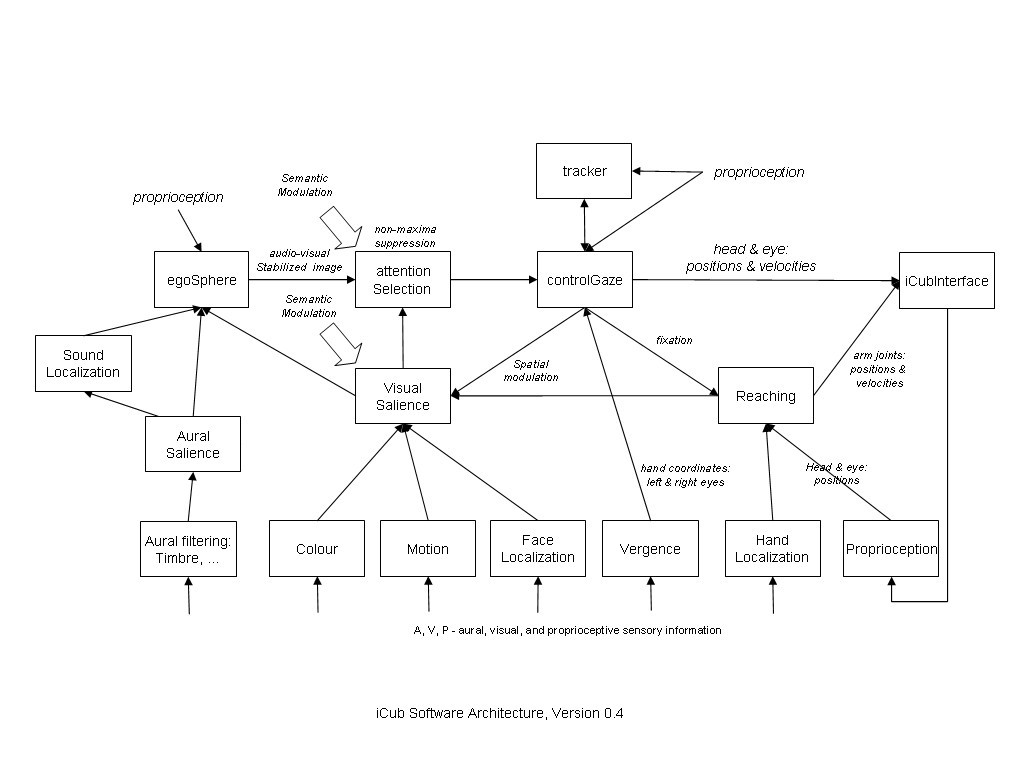 Semantic
Modulation
proprioception
tracker
proprioception
non-maxima
suppression
audio-visual
Stabilized image
egoSphere
attention
Selection
controlGaze
head & eye:
positions & velocities
iCubInterface
Semantic
Modulation
Sound
Localization
Spatial
modulation
fixation
arm joints:
positions &
velocities
Visual
Salience
Reaching
Aural
Salience
hand coordinates:
left & right eyes
Head & eye:
positions
Aural filtering:
Timbre, ...
Colour
Motion
Face
Localization
Vergence
Hand
Localization
Proprioception
A, V, P - aural, visual, and proprioceptive sensory information
iCub Software Architecture, Version 0.4